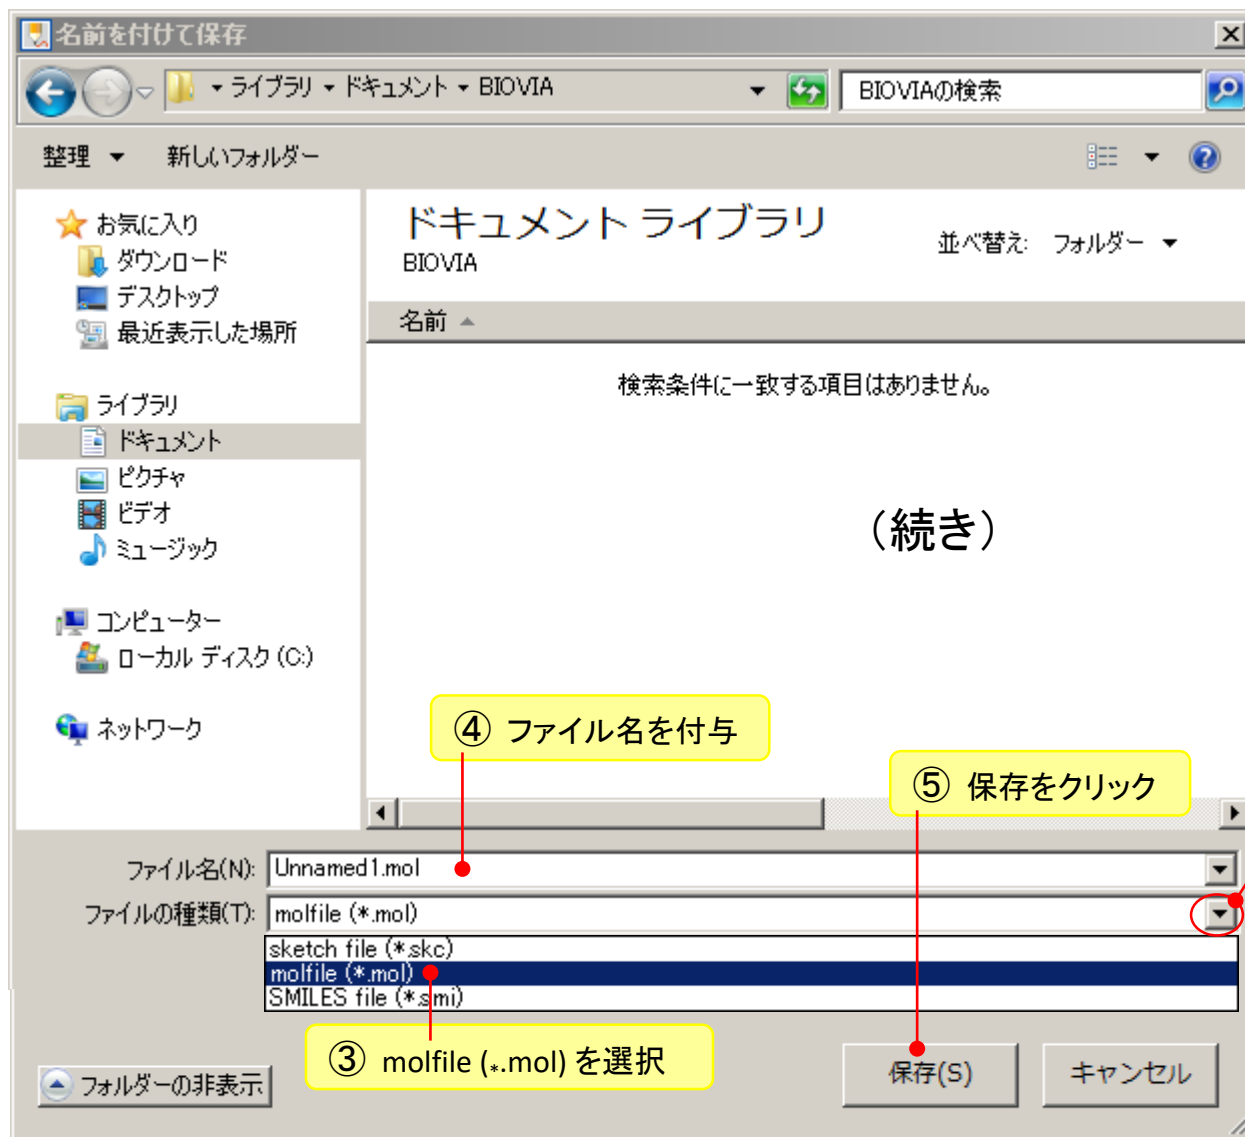 名前を付けて保存
ライブラリ ドキュメント BIOVIA
BIOVIAの検索
整理 新しいフォルダー
お気に入り
ダウンロード
デスクトップ
最近表示した場所
ライブラリ
ドキュメント
ピクチャ
ビデオ
ミュージック
コンピューター
ローカル ディスク (C:)
ネットワーク
ドキュメント ライブラリ
BIOVIA
並べ替え: フォルダー
名前
検索条件に一致する項目はありません。
（続き）
④ ファイル名を付与
⑤ 保存をクリック
ファイル名(N): Unnamed1.mol
ファイルの種類(T): molfile (*.mol)
sketch file (*.skc)
molfile (*.mol)
SMILES file (*.smi)
③ molfile (*.mol) を選択
フォルダーの非表示
保存(S)
キャンセル